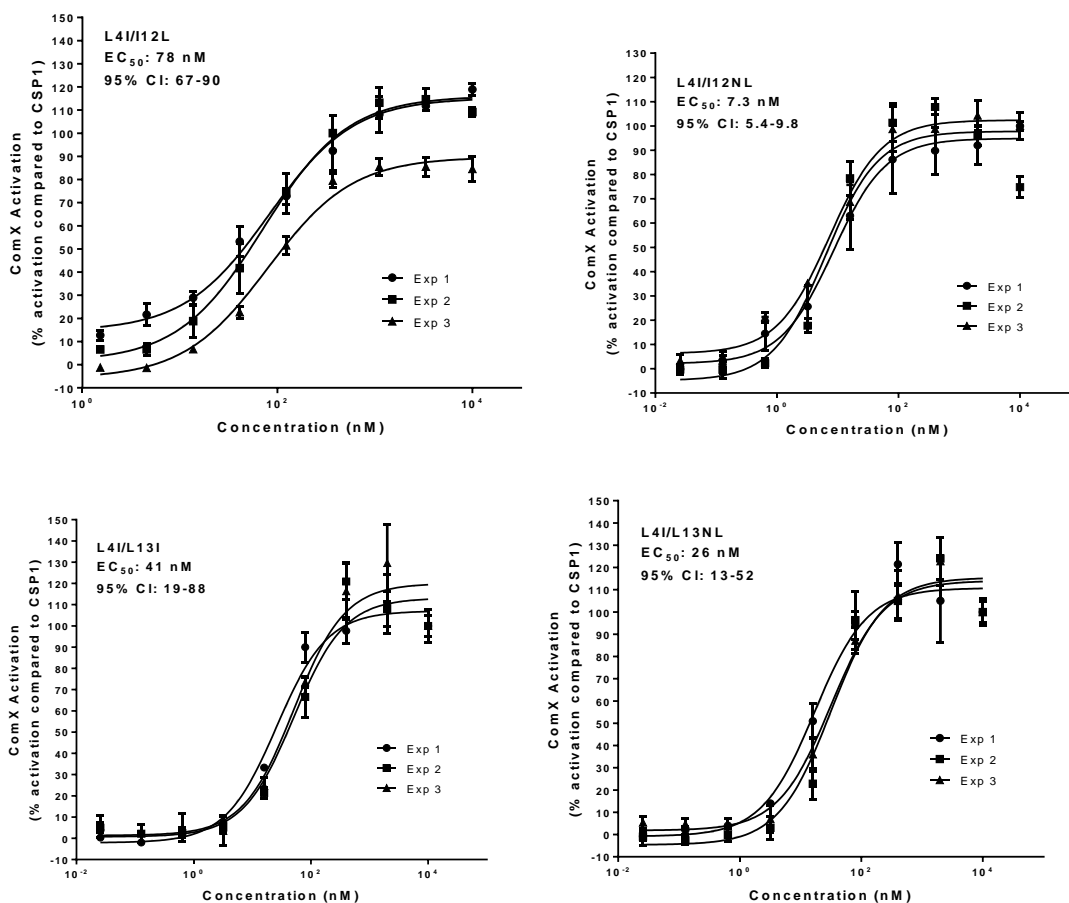 L4I/I12L
EC50: 78 nM
95% CI: 67-90
ComX Activation
(% activation compared to CSP1)
150
140
130
120
110
100
90
80
70
60
50
40
30
20
10
0
-10
Exp 1
Exp 2
Exp 3
10^0
10^2
10^4
Concentration (nM)
L4I/I12NL
EC50: 7.3 nM
95% CI: 5.4-9.8
ComX Activation
(% activation compared to CSP1)
130
120
110
100
90
80
70
60
50
40
30
20
10
0
-10
Exp 1
Exp 2
Exp 3
10^-2
10^0
10^2
10^4
Concentration (nM)
L4I/L13I
EC50: 41 nM
95% CI: 19-88
ComX Activation
(% activation compared to CSP1)
150
140
130
120
110
100
90
80
70
60
50
40
30
20
10
0
-10
Exp 1
Exp 2
Exp 3
10^-2
10^0
10^2
10^4
Concentration (nM)
L4I/L13NL
EC50: 26 nM
95% CI: 13-52
ComX Activation
(% activation compared to CSP1)
150
140
130
120
110
100
90
80
70
60
50
40
30
20
10
0
-10
Exp 1
Exp 2
Exp 3
10^-2
10^0
10^2
10^4
Concentration (nM)